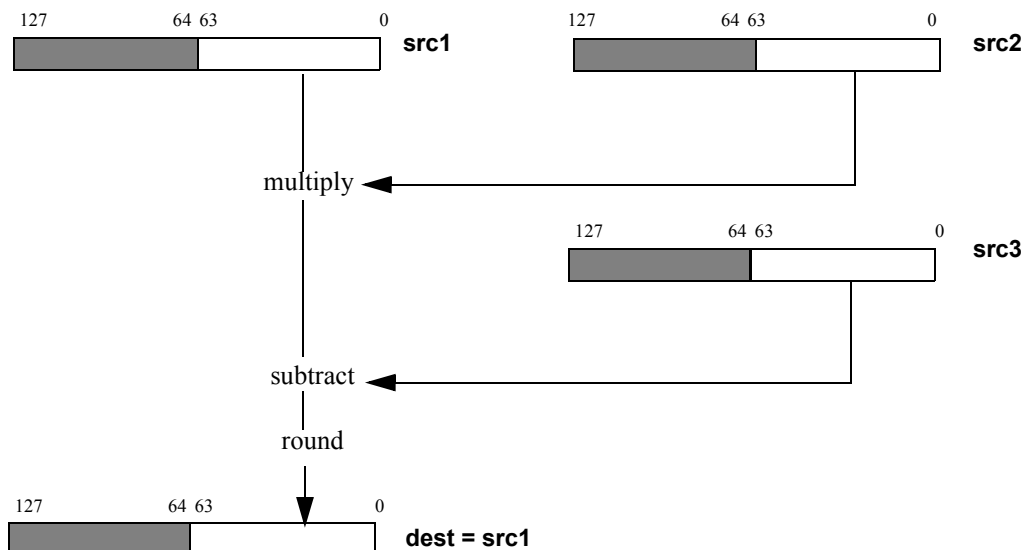 127 64 63 0 127 64 63 0
src1 src2
multiply
127 64 63 0
src3
subtract
round
127 64 63 0
dest = src1